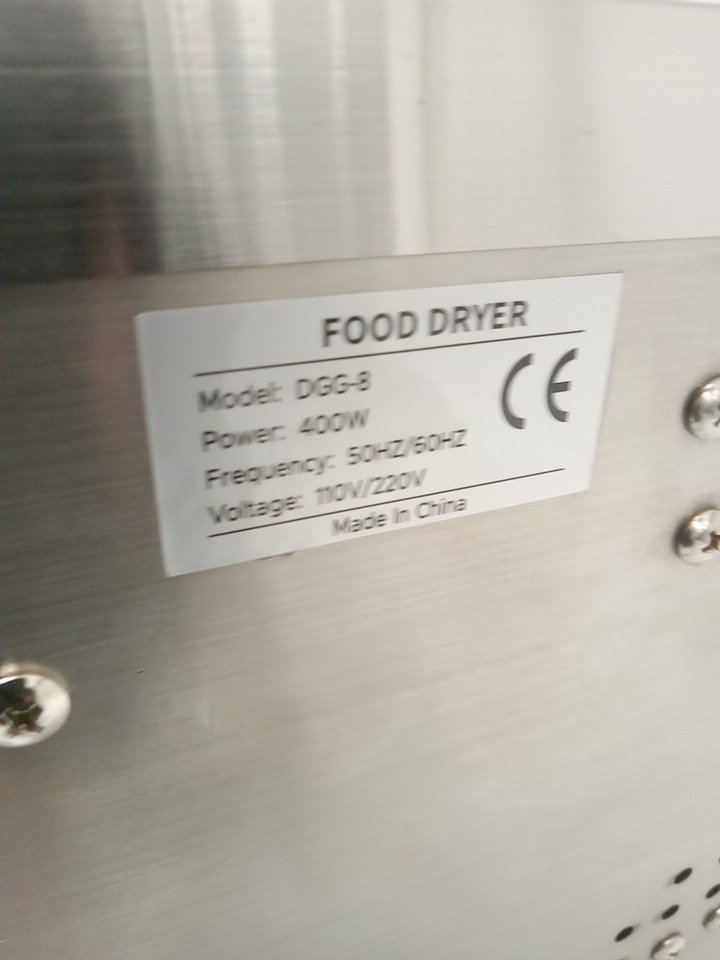 FOOD DRYER
Model: DGG-8
Power: 400W
Frequency: 50HZ/60HZ
Voltage: 110V/220V
CE
Made In China